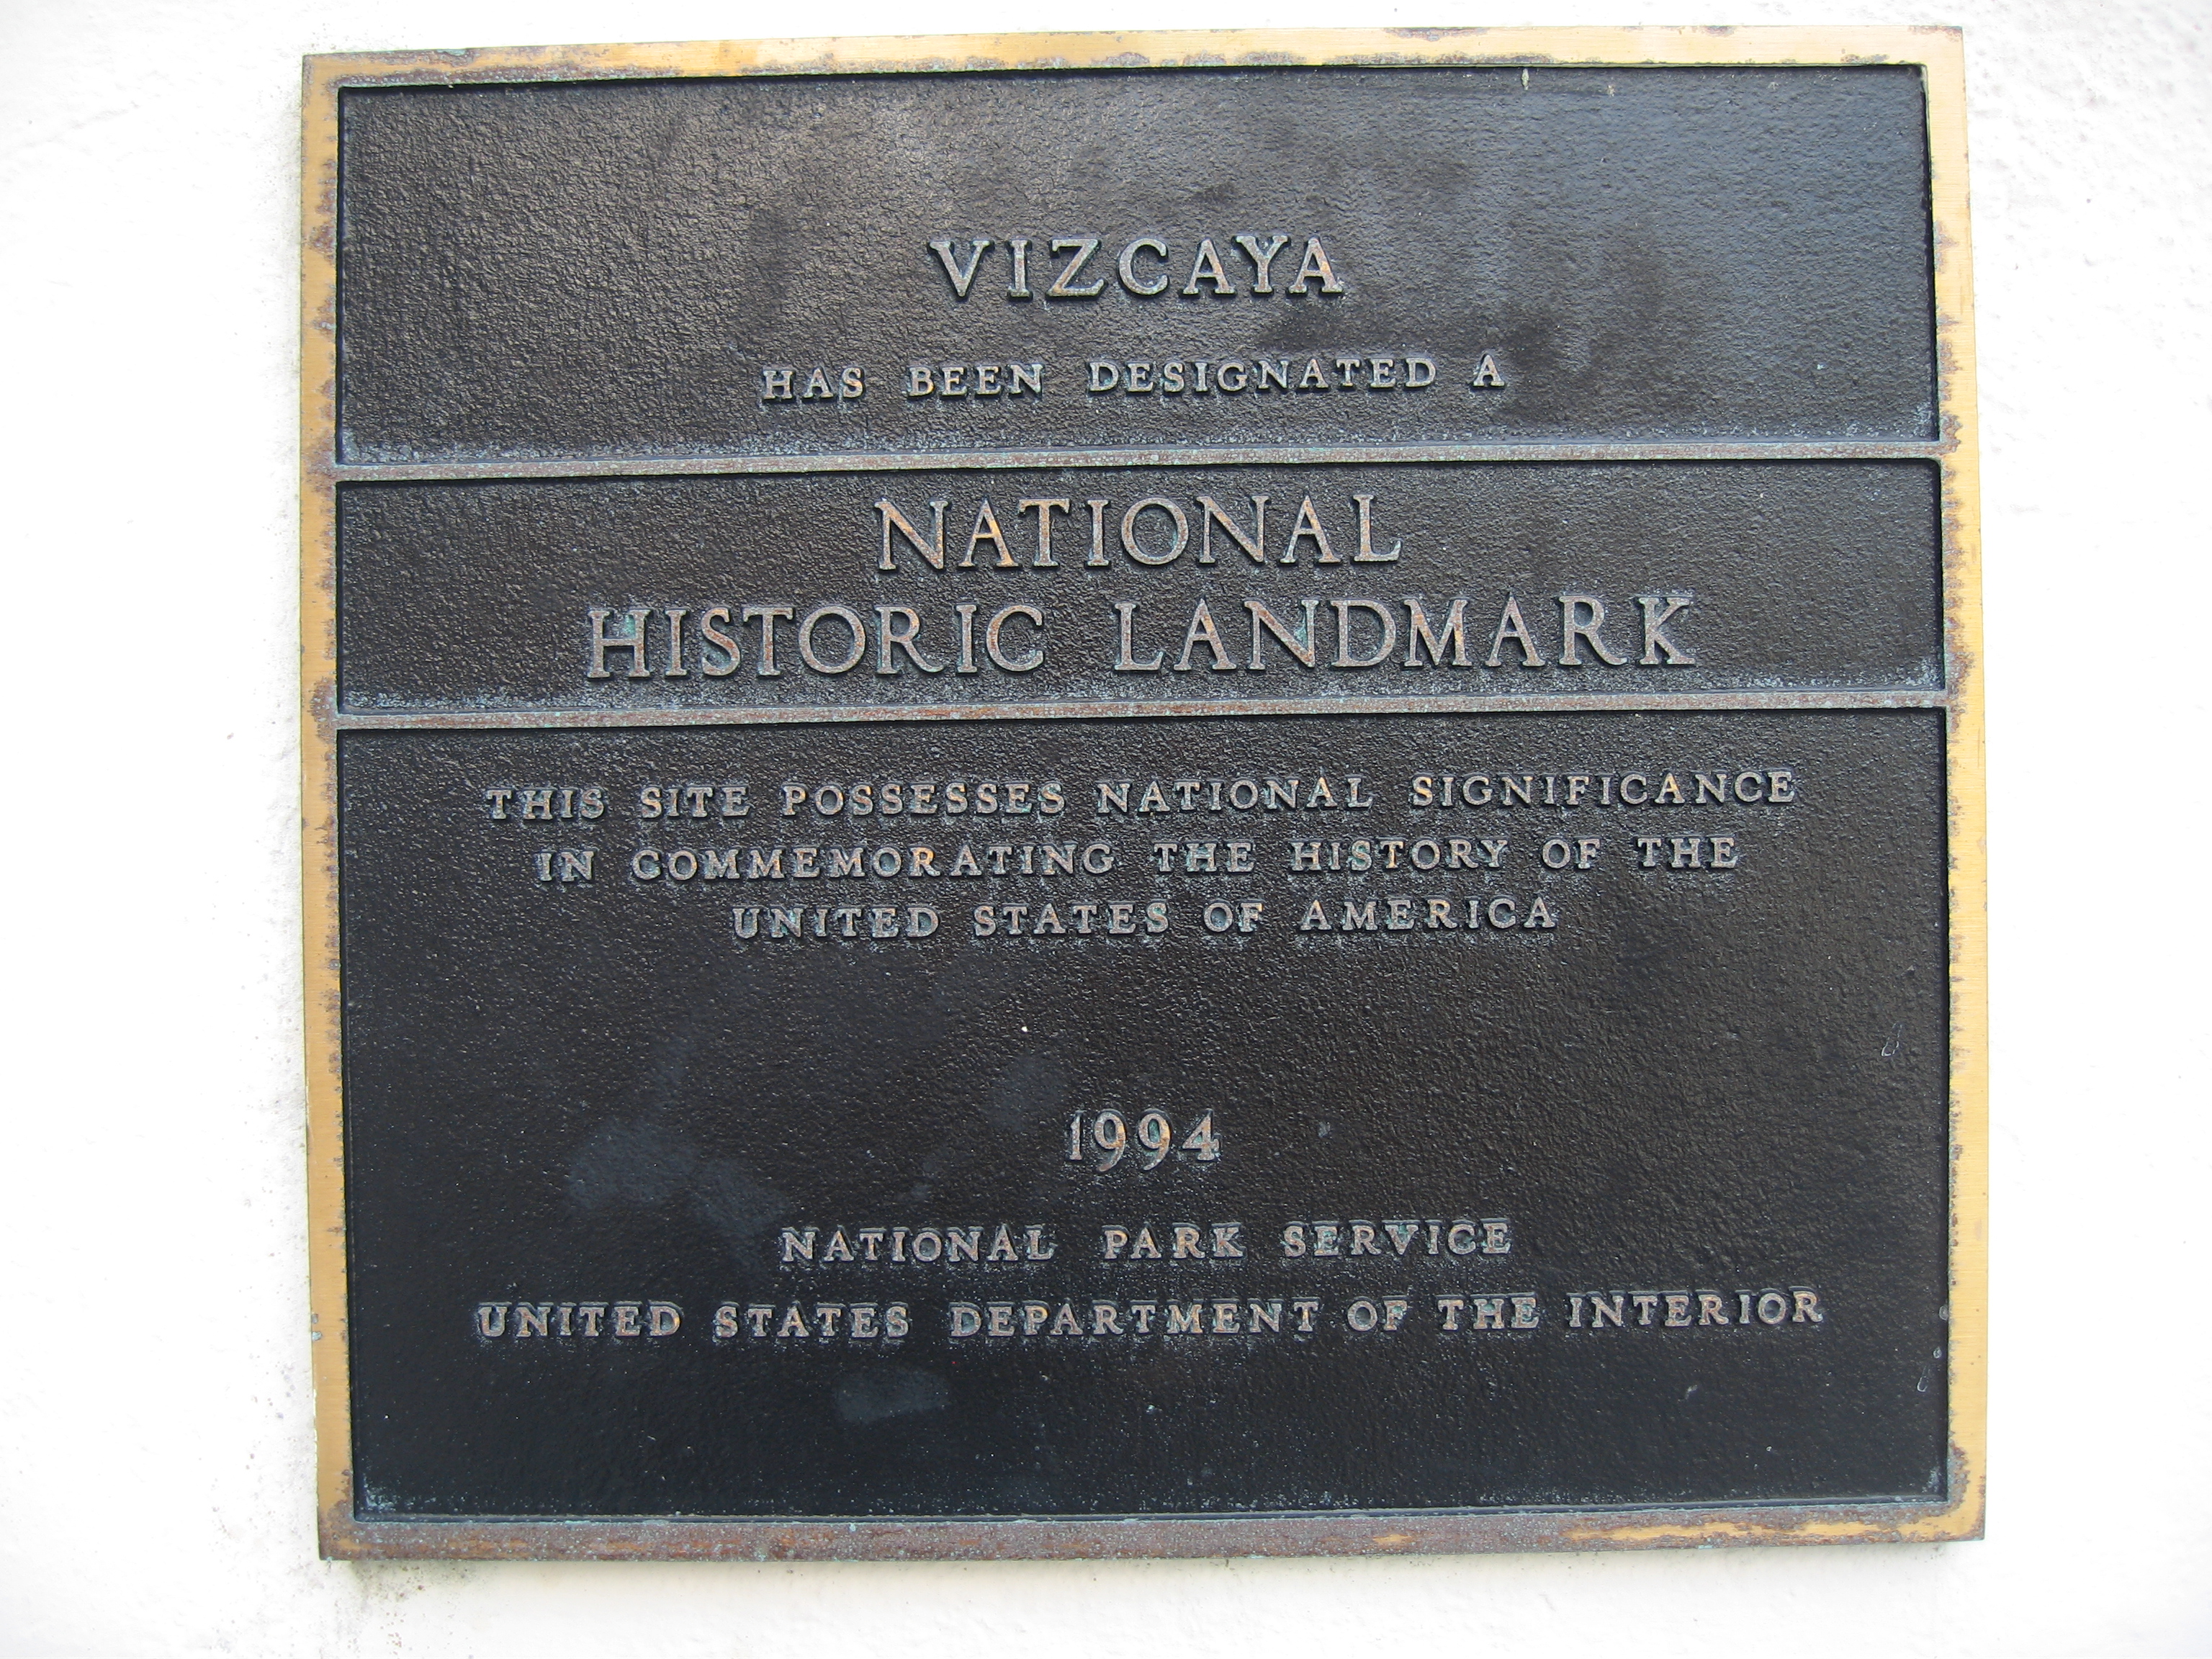 VIZCAYA
HAS BEEN DESIGNATED A
NATIONAL
HISTORIC LANDMARK
THIS SITE POSSESSES NATIONAL SIGNIFICANCE
IN COMMEMORATING THE HISTORY OF THE
UNITED STATES OF AMERICA
1994
NATIONAL PARK SERVICE
UNITED STATES DEPARTMENT OF THE INTERIOR